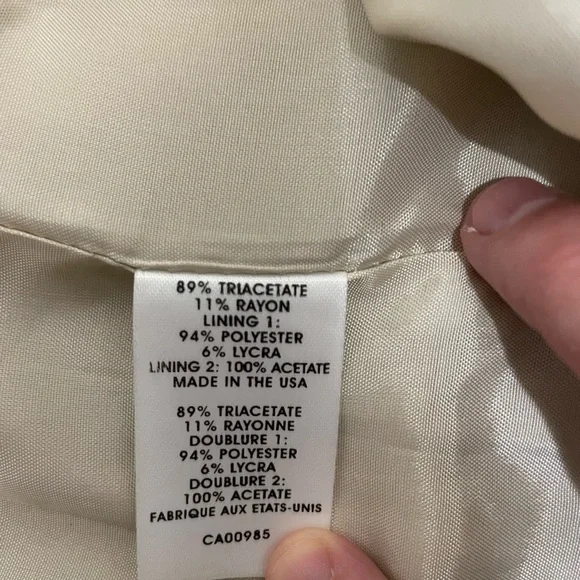 89% TRIACETATE
11% RAYON
LINING 1:
94% POLYESTER
6% LYCRA
LINING 2: 100% ACETATE
MADE IN THE USA
89% TRIACETATE
11% RAYONNE
DOUBLURE 1:
94% POLYESTER
6% LYCRA
DOUBLURE 2:
100% ACETATE
FABRIQUE AUX ETATS-UNIS
CA00985